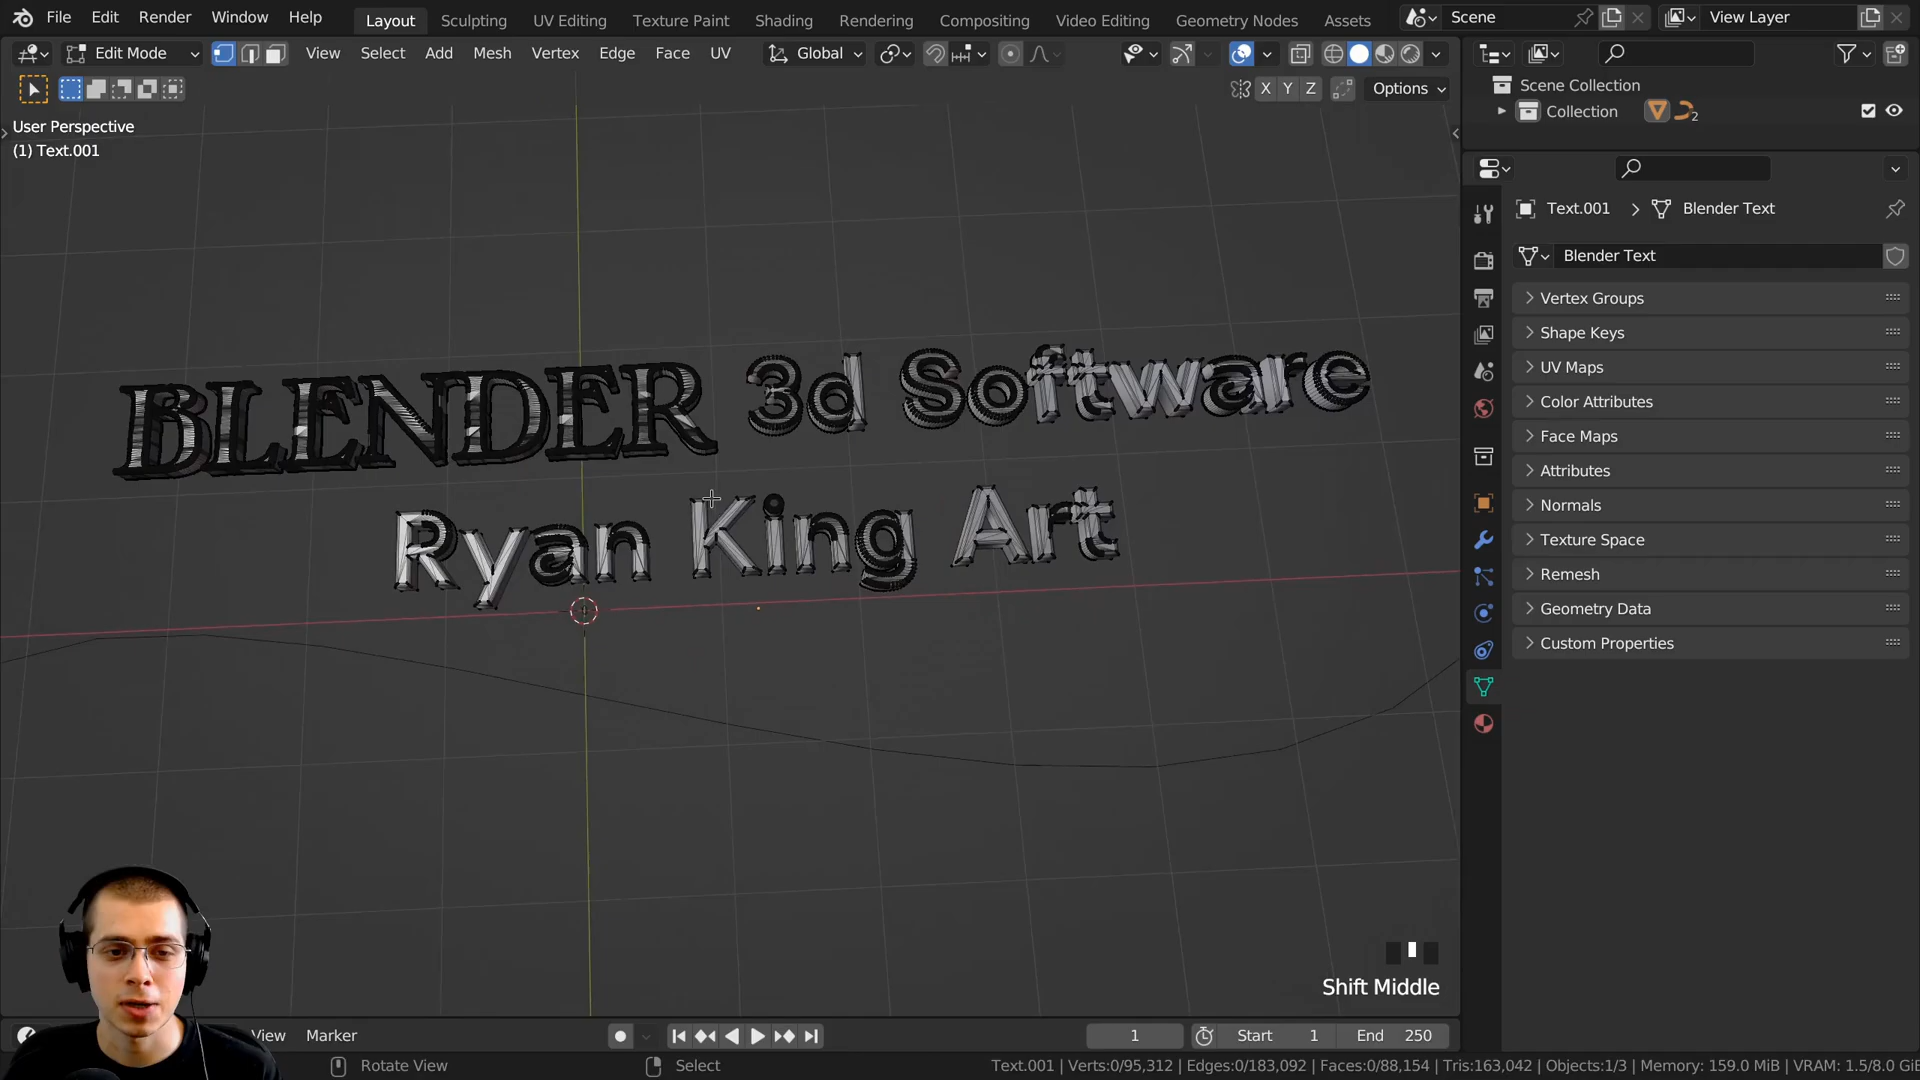 File Edit Render Window Help Layout Sculpting UV Editing Texture Paint Shading Rendering Compositing Video Editing Geometry Nodes Assets Scene View Layer
Edit Mode View Select Add Mesh Vertex Edge Face UV Global
X Y Z Options
Scene Collection
Collection 2
User Perspective
(1) Text.001
Text.001 > Blender Text
Blender Text
Vertex Groups
Shape Keys
UV Maps
Color Attributes
Face Maps
Attributes
Normals
Texture Space
Remesh
Geometry Data
Custom Properties
BLENDER 3d Software
Ryan King Art
Shift Middle
View Marker 1 Start 1 End 250
Rotate View Select Text.001 | Verts:0/95,312 | Edges:0/183,092 | Faces:0/88,154 | Tris:163,042 | Objects:1/3 | Memory: 159.0 MiB | VRAM: 1.5/8.0